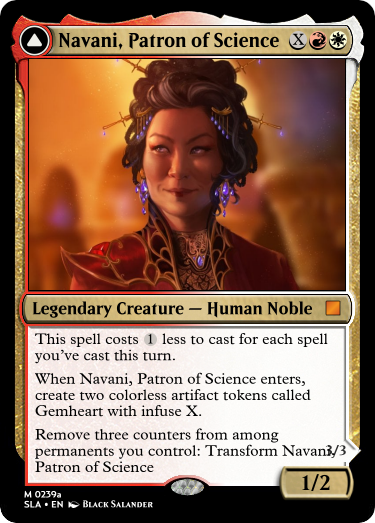 Navani, Patron of Science X
Legendary Creature — Human Noble
This spell costs 1 less to cast for each spell
you've cast this turn.
When Navani, Patron of Science enters,
create two colorless artifact tokens called
Gemheart with infuse X.
Remove three counters from among
permanents you control: Transform Navani,
Patron of Science
3/3
1/2
M 0239a
SLA • EN Black Salander